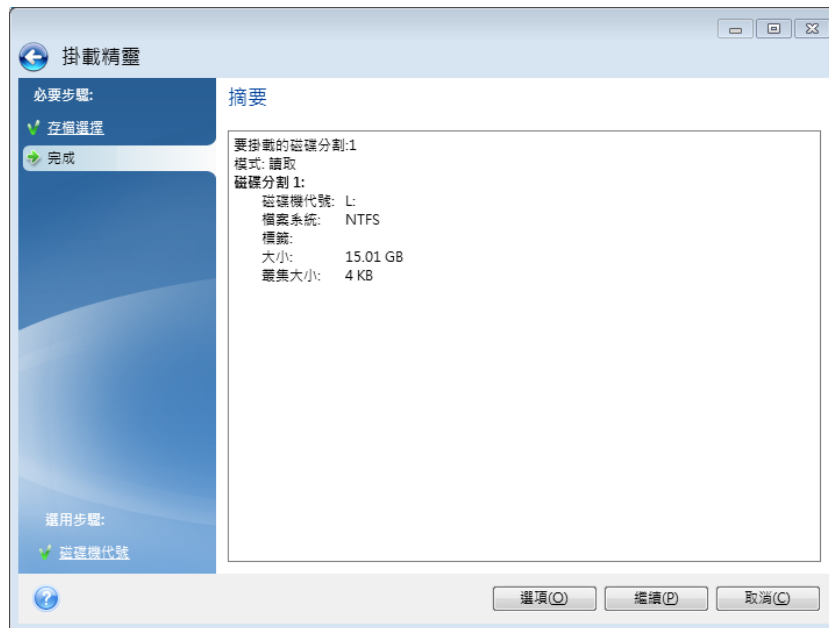 掛載精靈
必要步驟:
存檔選擇
完成
選用步驟:
磁碟機代號
摘要
要掛載的磁碟分割:1
模式: 讀取
磁碟分割 1:
磁碟機代號: L:
檔案系統: NTFS
標籤:
大小: 15.01 GB
叢集大小: 4 KB
選項(O)
繼續(P)
取消(C)